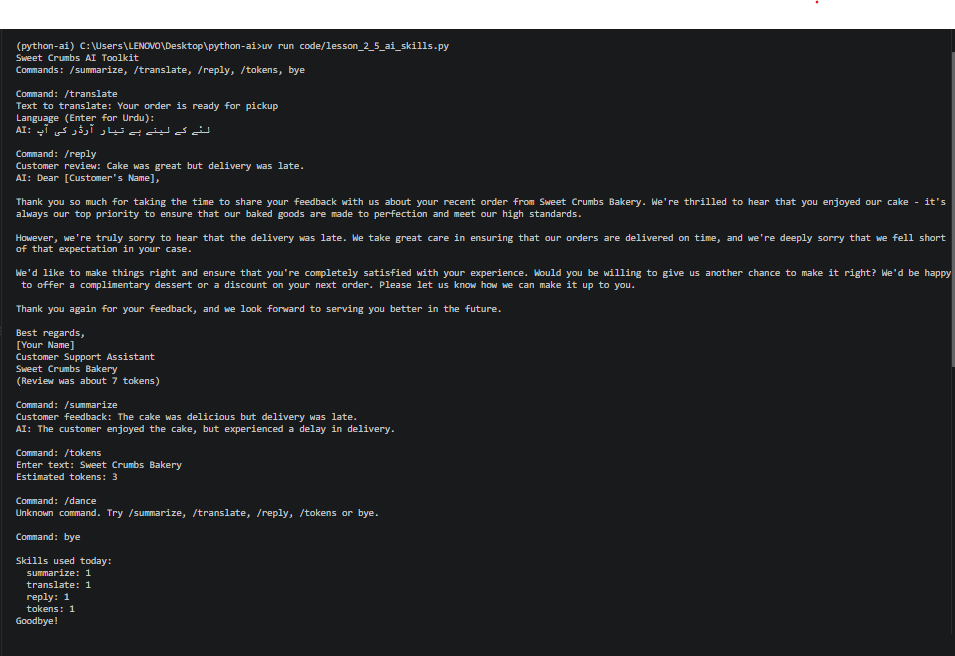 (python-ai) C:\Users\LENOVO\Desktop\python-ai>uv run code/lesson_2_5_ai_skills.py
Sweet Crumbs AI Toolkit
Commands: /summarize, /translate, /reply, /tokens, bye
Command: /translate
Text to translate: Your order is ready for pickup
Language (Enter for Urdu):
AI: آپ کی آرڈر تیار ہے لینے کے لئے
Command: /reply
Customer review: Cake was great but delivery was late.
AI: Dear [Customer's Name],
Thank you so much for taking the time to share your feedback with us about your recent order from Sweet Crumbs Bakery. We're thrilled to hear that you enjoyed our cake - it's
always our top priority to ensure that our baked goods are made to perfection and meet our high standards.
However, we're truly sorry to hear that the delivery was late. We take great care in ensuring that our orders are delivered on time, and we're deeply sorry that we fell short
of that expectation in your case.
We'd like to make things right and ensure that you're completely satisfied with your experience. Would you be willing to give us another chance to make it right? We'd be happy
to offer a complimentary dessert or a discount on your next order. Please let us know how we can make it up to you.
Thank you again for your feedback, and we look forward to serving you better in the future.
Best regards,
[Your Name]
Customer Support Assistant
Sweet Crumbs Bakery
(Review was about 7 tokens)
Command: /summarize
Customer feedback: The cake was delicious but delivery was late.
AI: The customer enjoyed the cake, but experienced a delay in delivery.
Command: /tokens
Enter text: Sweet Crumbs Bakery
Estimated tokens: 3
Command: /dance
Unknown command. Try /summarize, /translate, /reply, /tokens or bye.
Command: bye
Skills used today:
summarize: 1
translate: 1
reply: 1
tokens: 1
Goodbye!